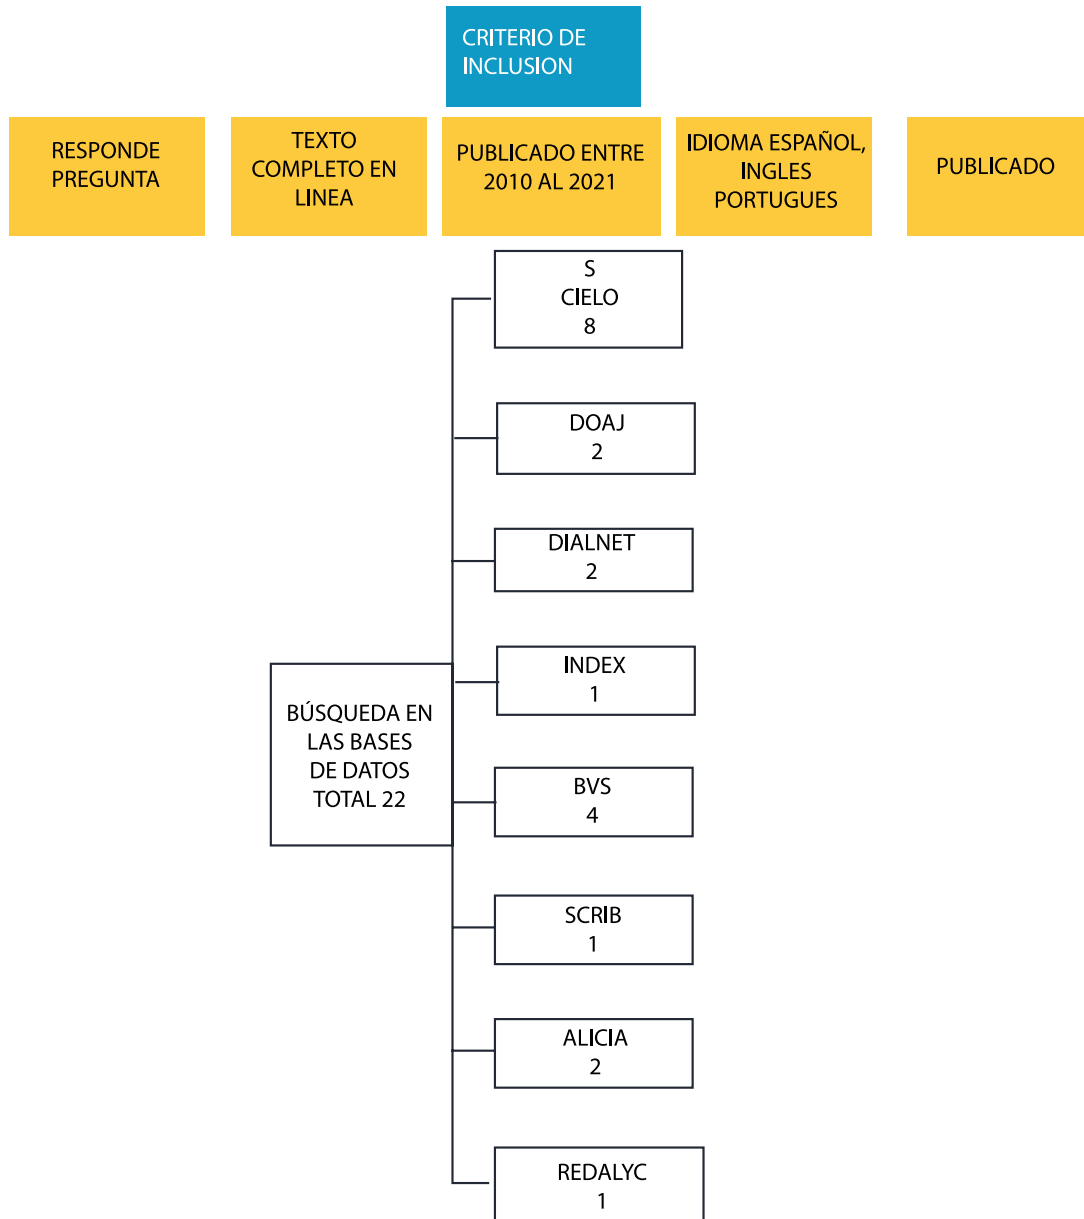 CRITERIO DE
INCLUSION
RESPONDE
PREGUNTA
TEXTO
COMPLETO EN
LINEA
PUBLICADO ENTRE
2010 AL 2021
IDIOMA ESPAÑOL,
INGLES
PORTUGUES
PUBLICADO
S
CIELO
8
DOAJ
2
DIALNET
2
INDEX
1
BÚSQUEDA EN
LAS BASES
DE DATOS
TOTAL 22
BVS
4
SCRIB
1
ALICIA
2
REDALYC
1